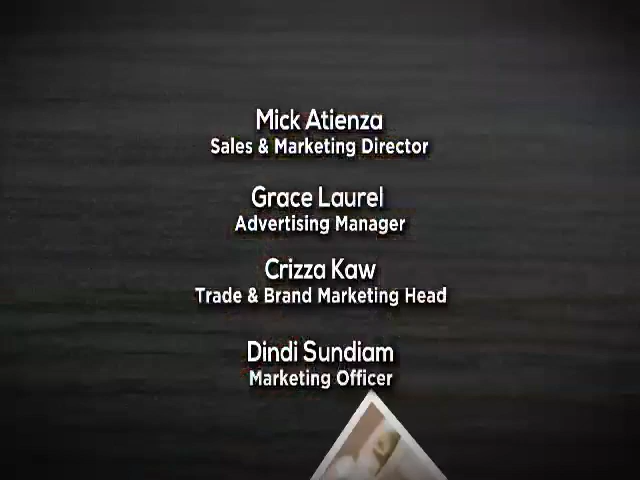 Mick Atienza
Sales & Marketing Director
Grace Laurel
Advertising Manager
Crizza Kaw
Trade & Brand Marketing Head
Dindi Sundiam
Marketing Officer